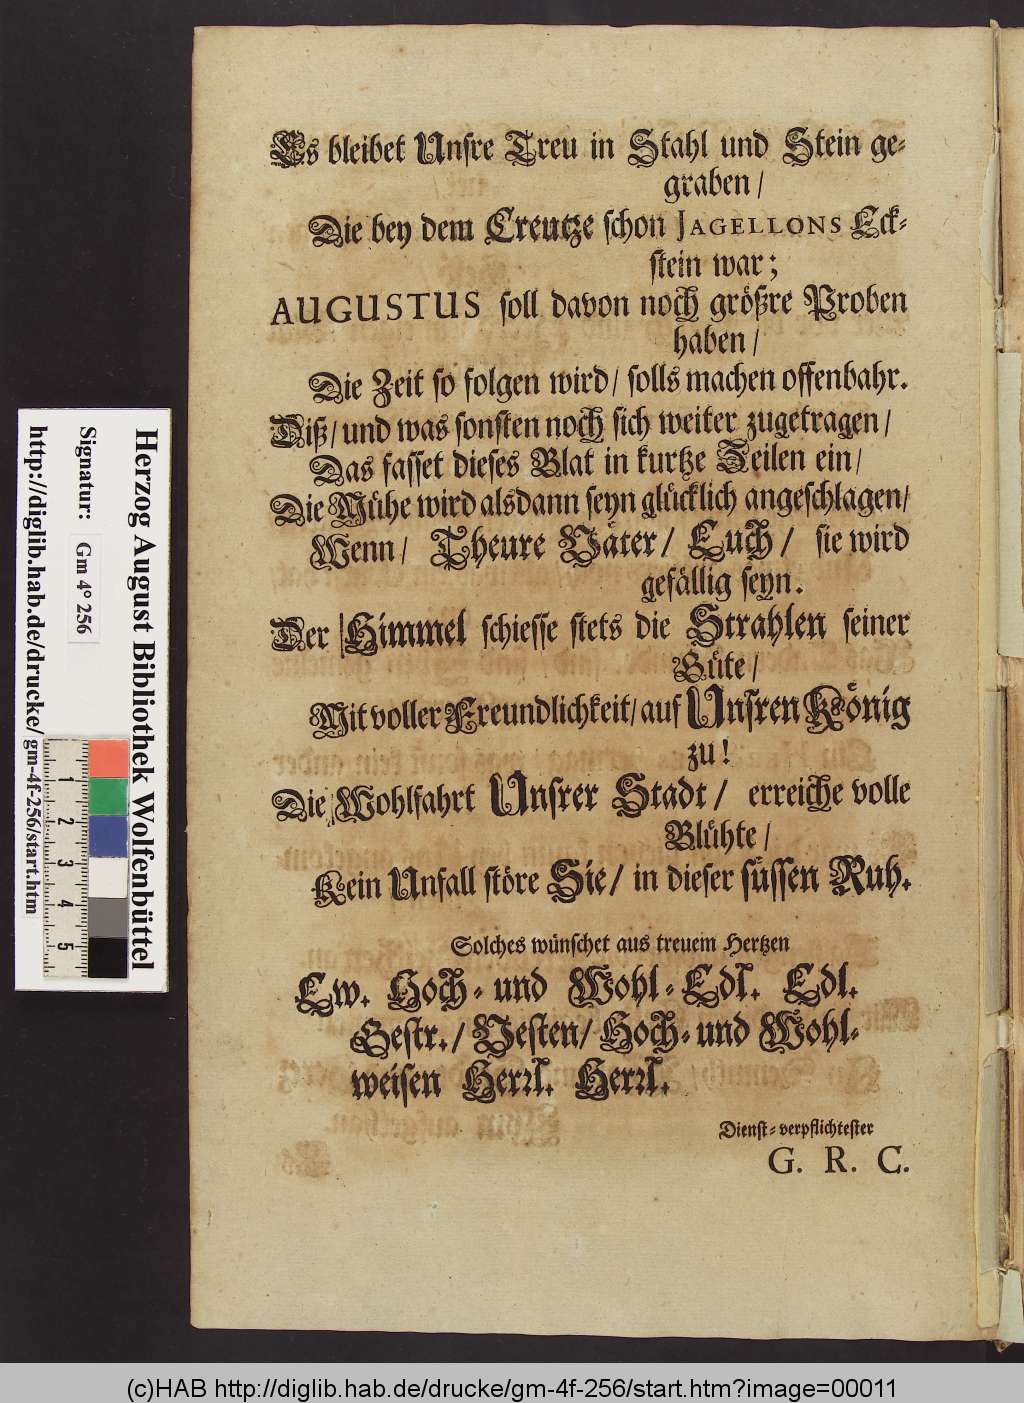 Es bleibet Unsre Treu in Stahl und Stein ge-
graben /
Die bey dem Creutze schon JAGELLONS Eck-
stein war;
AUGUSTUS soll davon noch größre Proben
haben /
Die Zeit so folgen wird / solls machen offenbahr.
Diß / und was sonsten noch sich weiter zugetragen /
Das fasset dieses Blat in kurtze Zeilen ein /
Die Mühe wird alsdann seyn glücklich angeschlagen /
Wenn / Theure Väter / Euch / sie wird
gefällig seyn.
Der Himmel schiesse stets die Strahlen seiner
Güte /
Mit voller Freundlichkeit / auf Unsren König
zu!
Die Wohlfahrt Unsrer Stadt / erreiche volle
Blühte /
Kein Unfall störe Sie / in dieser süssen Ruh.
Solches wünschet aus treuem Hertzen
Ew. Hoch- und Wohl-Edl. Edl.
Gestr. / Vesten / Hoch- und Wohl-
weisen Herrl. Herrl.
Dienst-verpflichtester
G. R. C.
Herzog August Bibliothek Wolfenbüttel
Signatur: Gm 4° 256
http://diglib.hab.de/drucke/ gm-4f-256/start.htm
1 2 3 4 5
(c)HAB http://diglib.hab.de/drucke/gm-4f-256/start.htm?image=00011